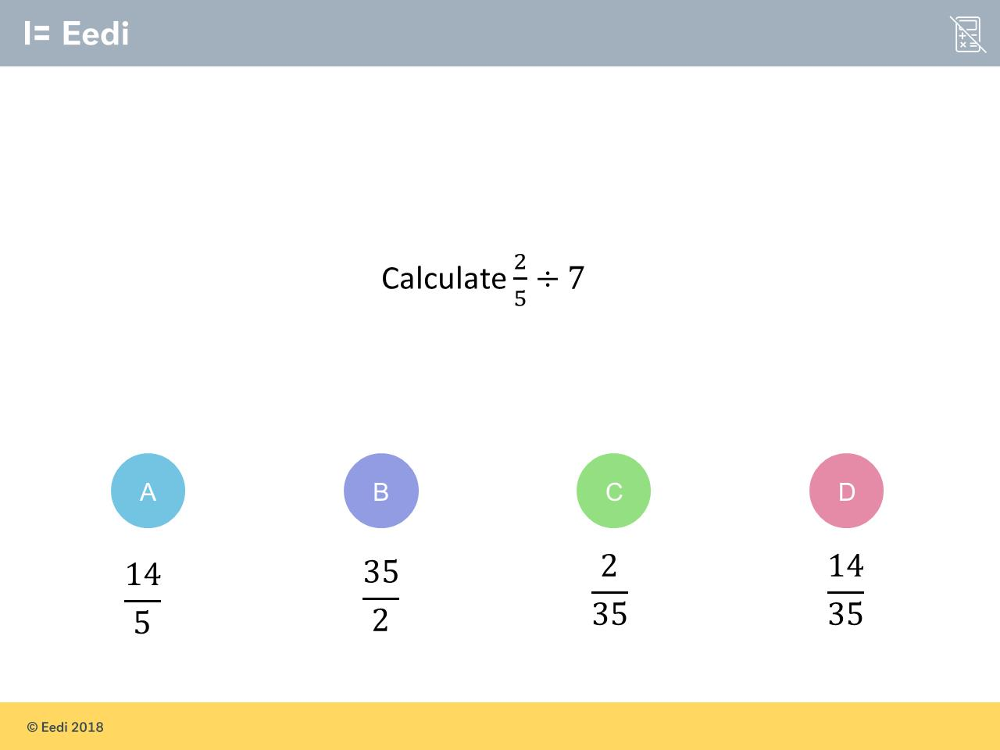 Eedi
Calculate 2/5 ÷ 7
A
B
C
D
14/5
35/2
2/35
14/35
© Eedi 2018